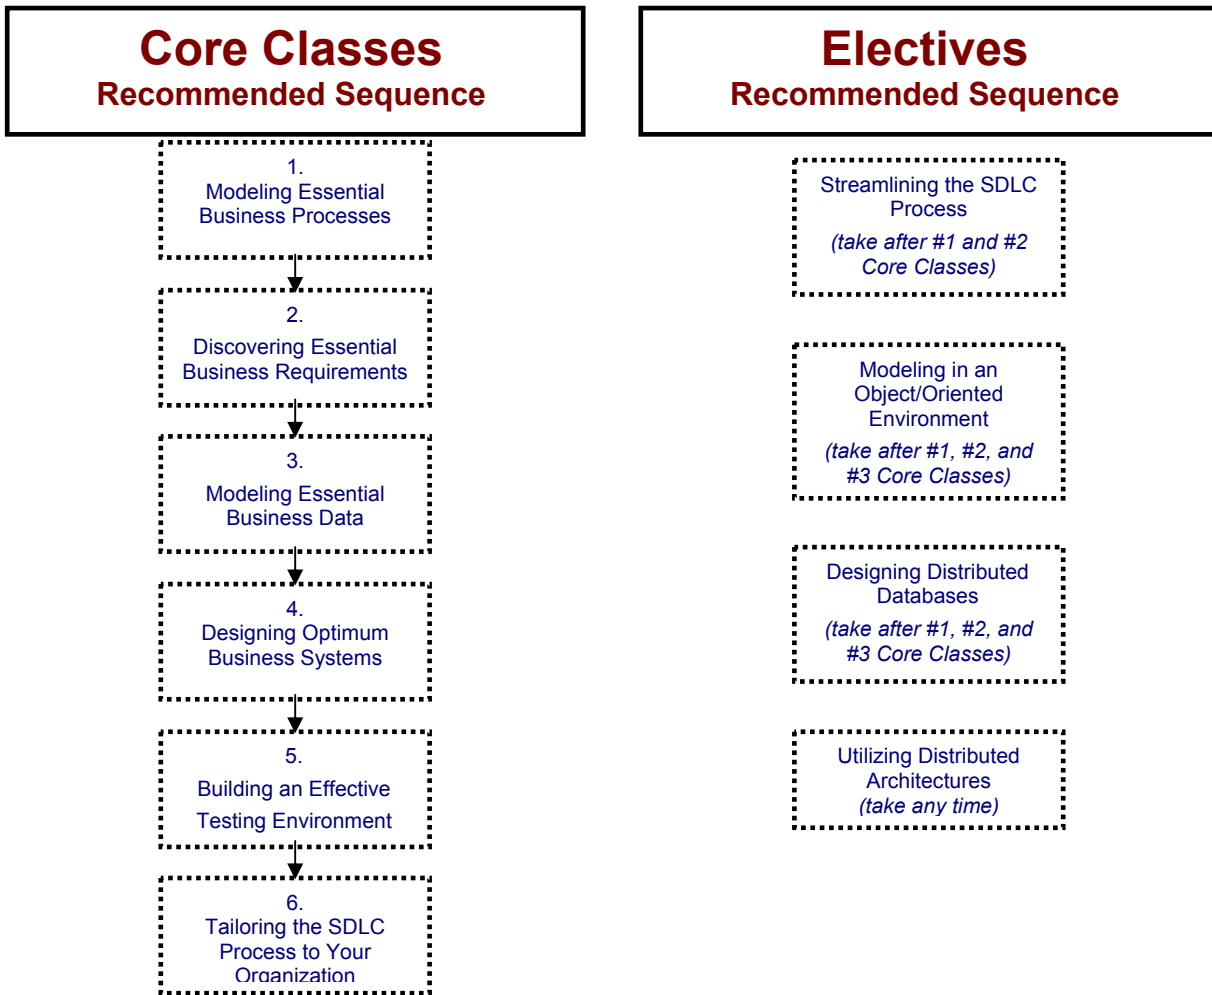 Core Classes
Recommended Sequence
1.
Modeling Essential
Business Processes
2.
Discovering Essential
Business Requirements
3.
Modeling Essential
Business Data
4.
Designing Optimum
Business Systems
5.
Building an Effective
Testing Environment
6.
Tailoring the SDLC
Process to Your
Organization
Electives
Recommended Sequence
Streamlining the SDLC
Process
(take after #1 and #2
Core Classes)
Modeling in an
Object/Oriented
Environment
(take after #1, #2, and
#3 Core Classes)
Designing Distributed
Databases
(take after #1, #2, and
#3 Core Classes)
Utilizing Distributed
Architectures
(take any time)